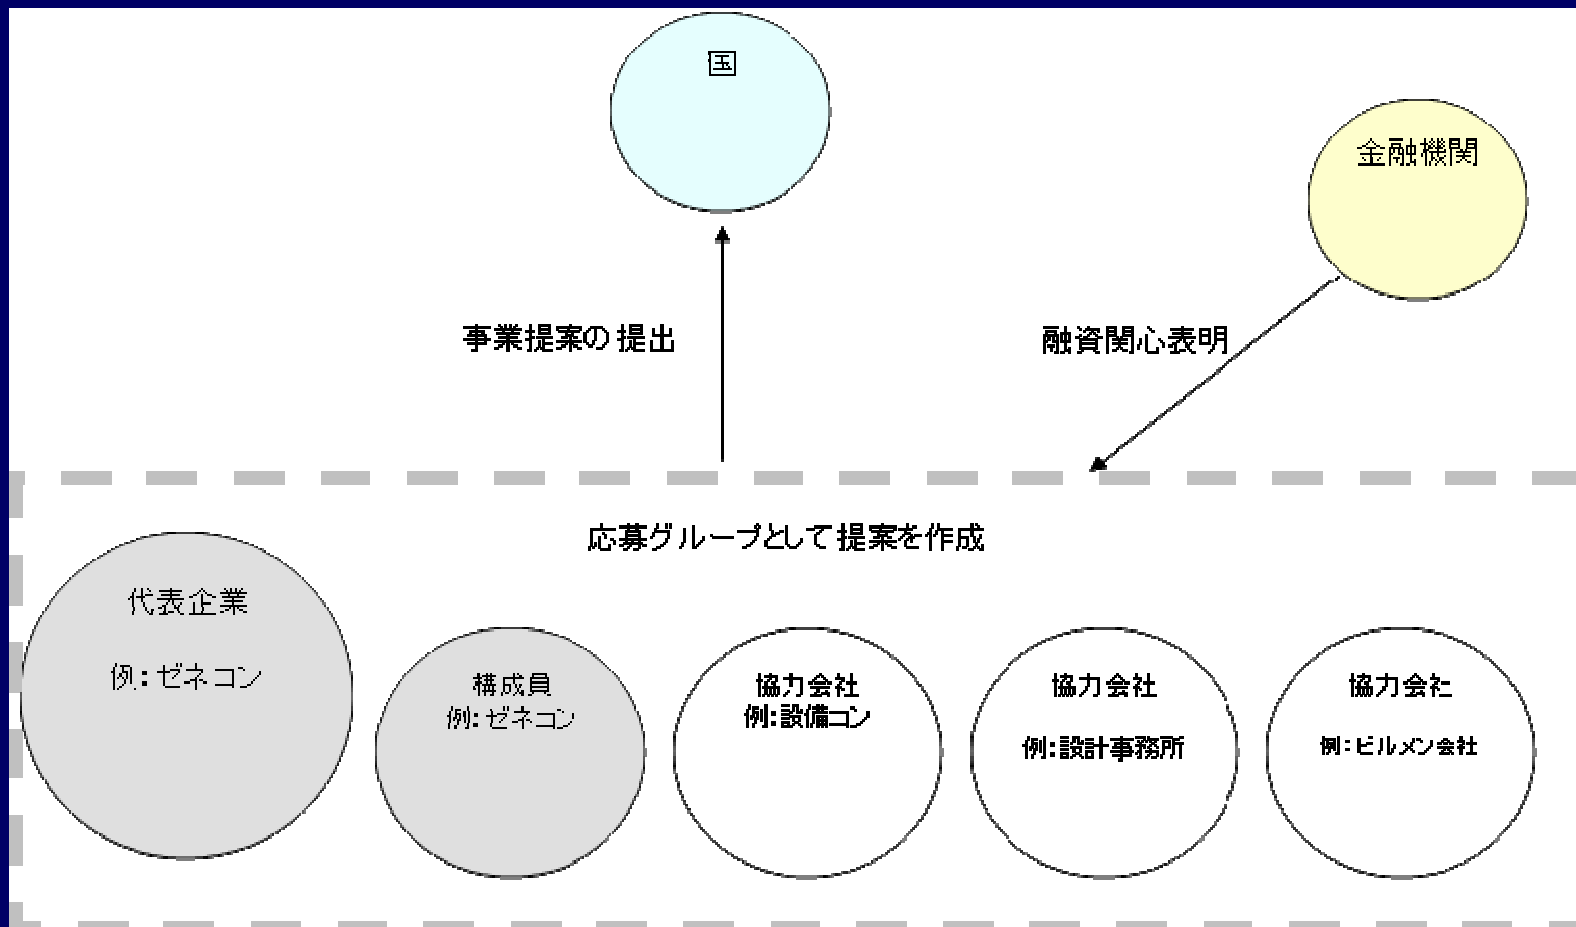 国
金融機関
事業提案の提出
融資関心表明
応募グループとして提案を作成
代表企業
例：ゼネコン
構成員
例：ゼネコン
協力会社
例：設備コン
協力会社
例：設計事務所
協力会社
例：ビルメン会社